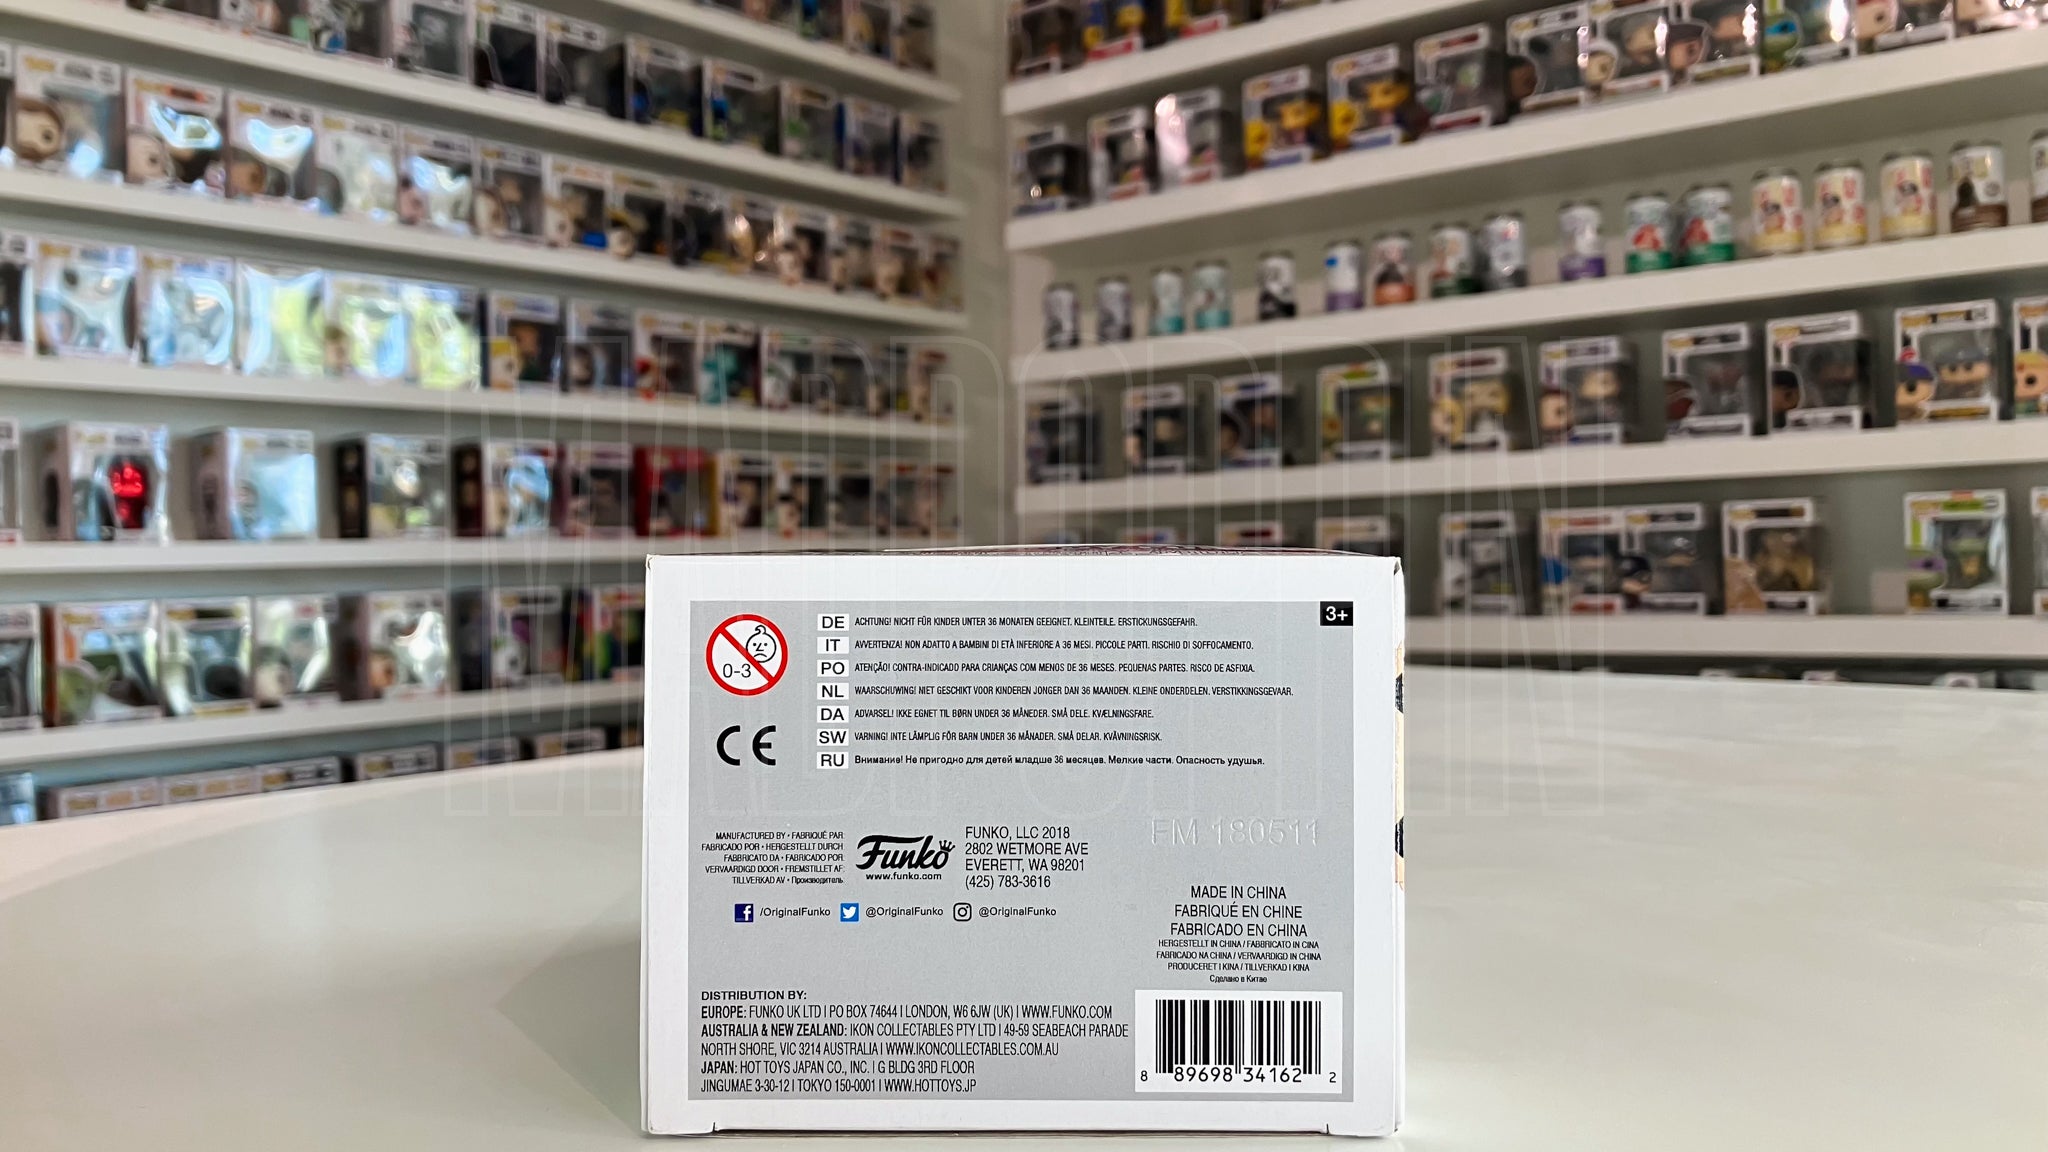 MADPOPPIN
3+
0-3
DE ACHTUNG! NICHT FÜR KINDER UNTER 36 MONATEN GEEIGNET. KLEINTEILE. ERSTICKUNGSGEFAHR.
IT AVVERTENZA! NON ADATTO A BAMBINI DI ETÀ INFERIORE A 36 MESI. PICCOLE PARTI. RISCHIO DI SOFFOCAMENTO.
PO ATENÇÃO! CONTRA-INDICADO PARA CRIANÇAS COM MENOS DE 36 MESES. PEQUENAS PARTES. RISCO DE ASFIXIA.
NL WAARSCHUWING! NIET GESCHIKT VOOR KINDEREN JONGER DAN 36 MAANDEN. KLEINE ONDERDELEN. VERSTIKKINGSGEVAAR.
DA ADVARSEL! IKKE EGNET TIL BØRN UNDER 36 MÅNEDER. SMÅ DELE. KVÆLNINGSFARE.
SW VARNING! INTE LÄMPLIG FÖR BARN UNDER 36 MÅNADER. SMÅ DELAR. KVÄVNINGSRISK.
RU Внимание! Не пригодно для детей младше 36 месяцев. Мелкие части. Опасность удушья.
CE
MANUFACTURED BY • FABRIQUÉ PAR
FABRICADO POR • HERGESTELLT DURCH
FABBRICATO DA • FABRICADO POR
VERVAARDIGD DOOR • FREMSTILLET AF
TILLVERKAD AV • Производитель
Funko
www.funko.com
FUNKO, LLC 2018
2802 WETMORE AVE
EVERETT, WA 98201
(425) 783-3616
FM 180511
/OriginalFunko @OriginalFunko @OriginalFunko
MADE IN CHINA
FABRIQUÉ EN CHINE
FABRICADO EN CHINA
HERGESTELLT IN CHINA / FABBRICATO IN CINA
FABRICADO NA CHINA / VERVAARDIGD IN CHINA
PRODUCERET I KINA / TILLVERKAD I KINA
Сделано в Китае
DISTRIBUTION BY:
EUROPE: FUNKO UK LTD I PO BOX 74644 I LONDON, W6 6JW (UK) I WWW.FUNKO.COM
AUSTRALIA & NEW ZEALAND: IKON COLLECTABLES PTY LTD I 49-59 SEABEACH PARADE
NORTH SHORE, VIC 3214 AUSTRALIA I WWW.IKONCOLLECTABLES.COM.AU
JAPAN: HOT TOYS JAPAN CO., INC. I G BLDG 3RD FLOOR
JINGUMAE 3-30-12 I TOKYO 150-0001 I WWW.HOTTOYS.JP
8 89698 34162 2